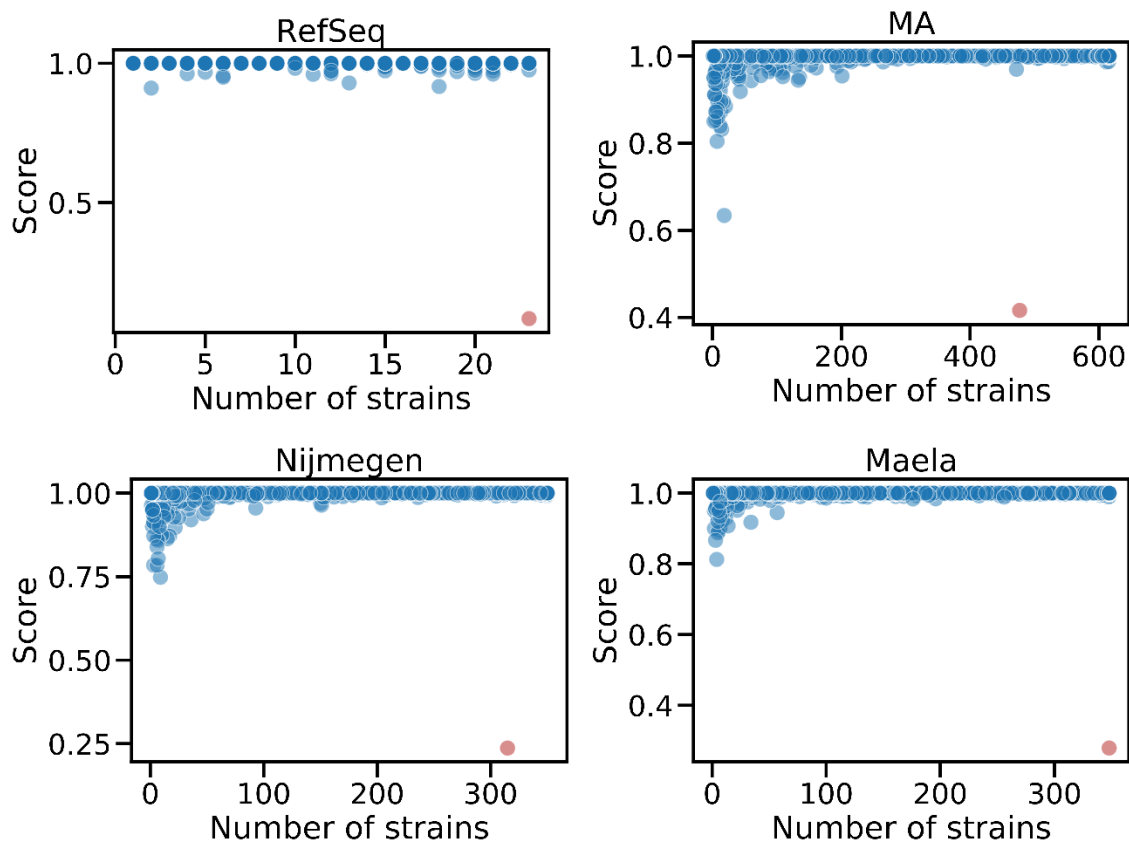 RefSeq
1.0
0.5
Score
0 5 10 15 20
Number of strains
MA
1.0
0.8
0.6
0.4
Score
0 200 400 600
Number of strains
Nijmegen
1.00
0.75
0.50
0.25
Score
0 100 200 300
Number of strains
Maela
1.0
0.8
0.6
0.4
Score
0 100 200 300
Number of strains